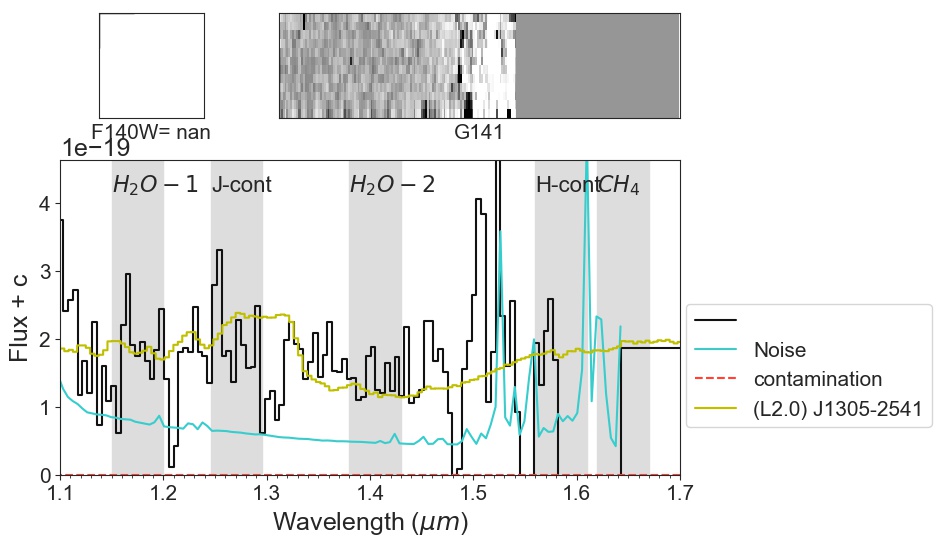 F140W= nan
G141
1e−19
H₂O − 1
J-cont
H₂O − 2
H-cont
CH₄
4
3
2
1
0
Flux + c
1.1
1.2
1.3
1.4
1.5
1.6
1.7
Wavelength (μm)
Noise
contamination
(L2.0) J1305-2541